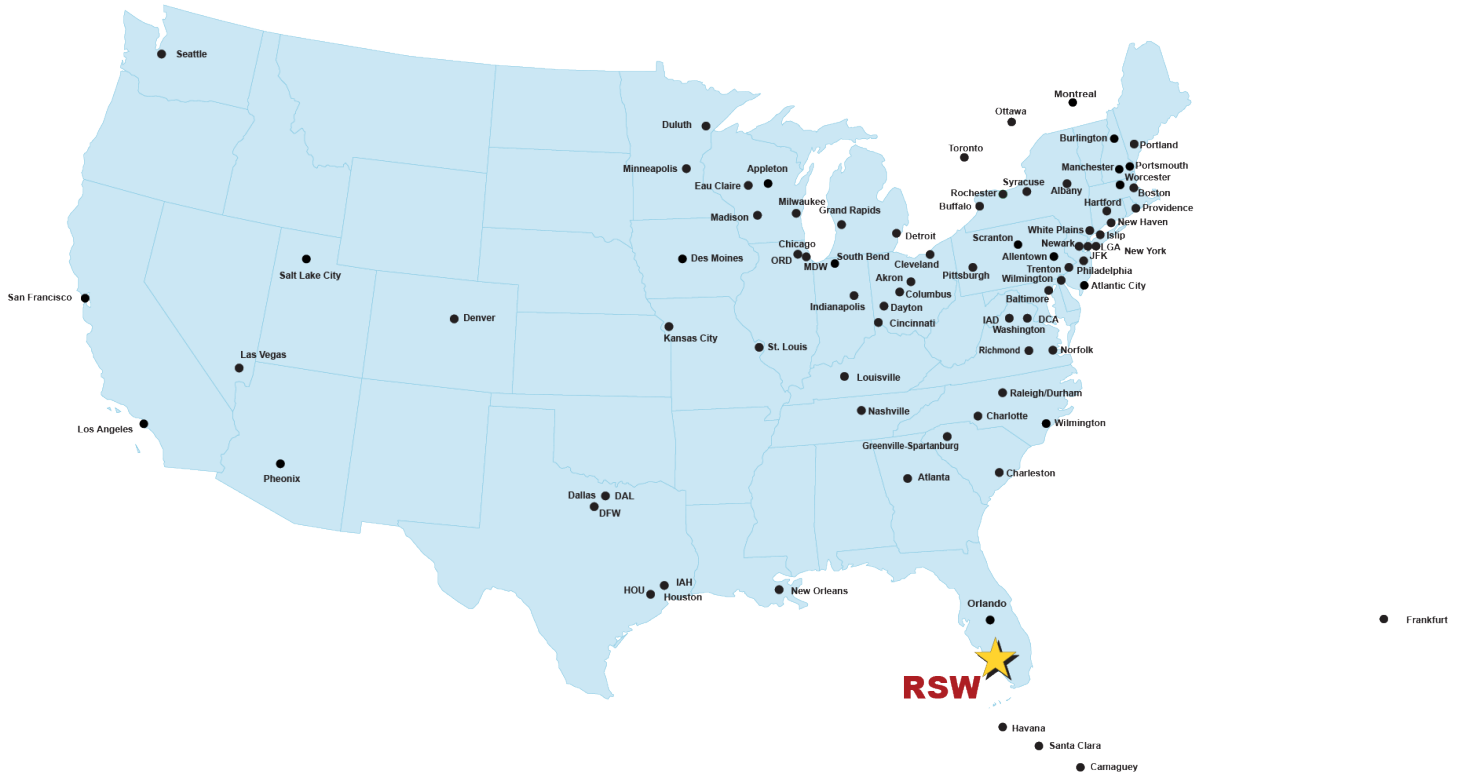 Seattle
Montreal
Ottawa
Duluth
Burlington
Portland
Toronto
Minneapolis
Appleton
Manchester
Portsmouth
Worcester
Eau Claire
Syracuse
Albany
Rochester
Boston
Milwaukee
Grand Rapids
Buffalo
Hartford
Providence
Madison
New Haven
Detroit
White Plains
Islip
Scranton
Newark
LGA
New York
Chicago
ORD
MDW
South Bend
Cleveland
Allentown
JFK
Des Moines
Salt Lake City
Pittsburgh
Trenton
Philadelphia
Akron
Wilmington
Atlantic City
San Francisco
Columbus
Baltimore
Indianapolis
Dayton
Denver
Cincinnati
IAD
DCA
Washington
Kansas City
St. Louis
Richmond
Norfolk
Las Vegas
Louisville
Raleigh/Durham
Nashville
Charlotte
Wilmington
Los Angeles
Greenville-Spartanburg
Pheonix
Charleston
Atlanta
Dallas
DAL
DFW
IAH
HOU
Houston
New Orleans
Orlando
Frankfurt
RSW
Havana
Santa Clara
Camaguey